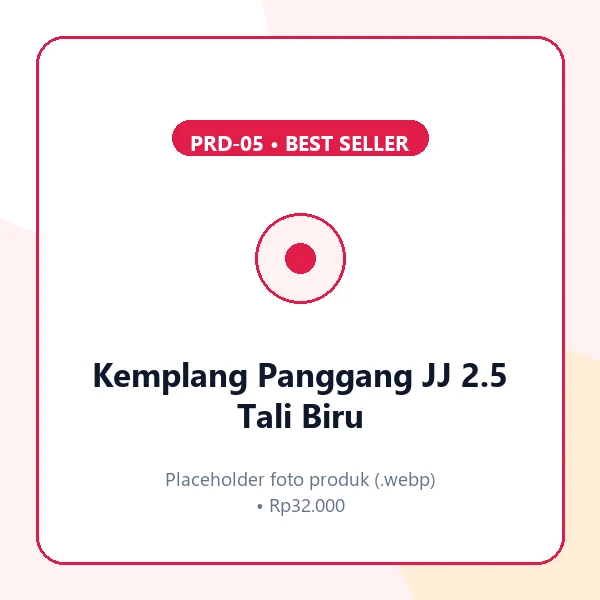 PRD-05 • BEST SELLER
Kemplang Panggang JJ 2.5
Tali Biru
Placeholder foto produk (.webp)
• Rp32.000